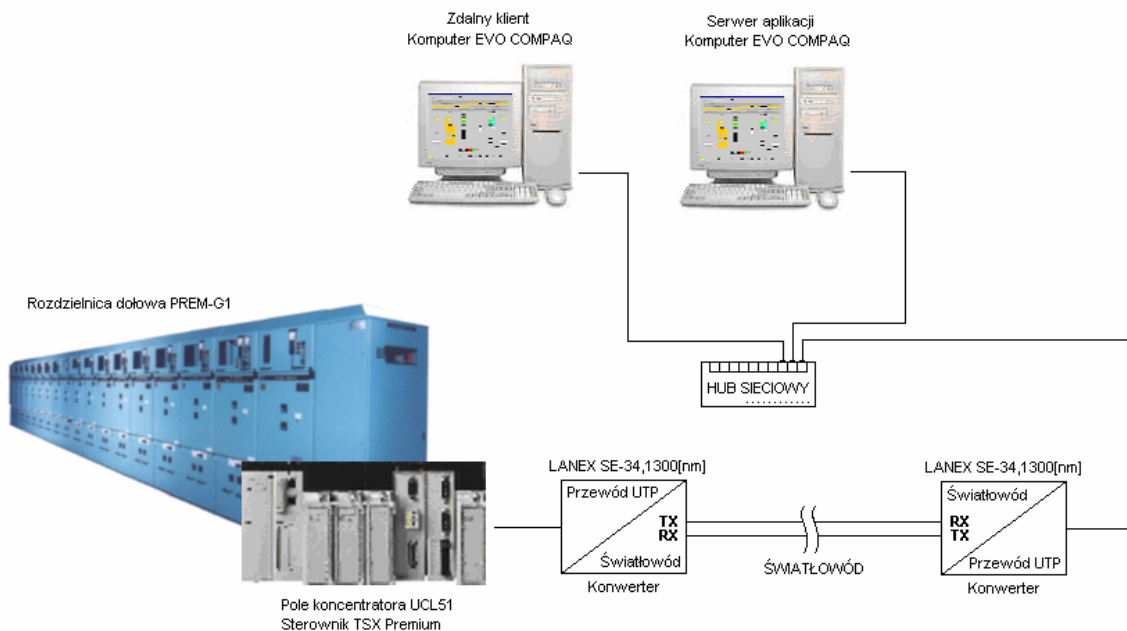 Zdalny klient
Komputer EVO COMPAQ
Serwer aplikacji
Komputer EVO COMPAQ
Rozdzielnica dołowa PREM-G1
HUB SIECIOWY
LANEX SE-34,1300[nm]
Przewód UTP
TX
RX
Światłowód
Konwerter
ŚWIATŁOWÓD
LANEX SE-34,1300[nm]
Światłowód
RX
TX
Przewód UTP
Konwerter
Pole koncentratora UCL51
Sterownik TSX Premium